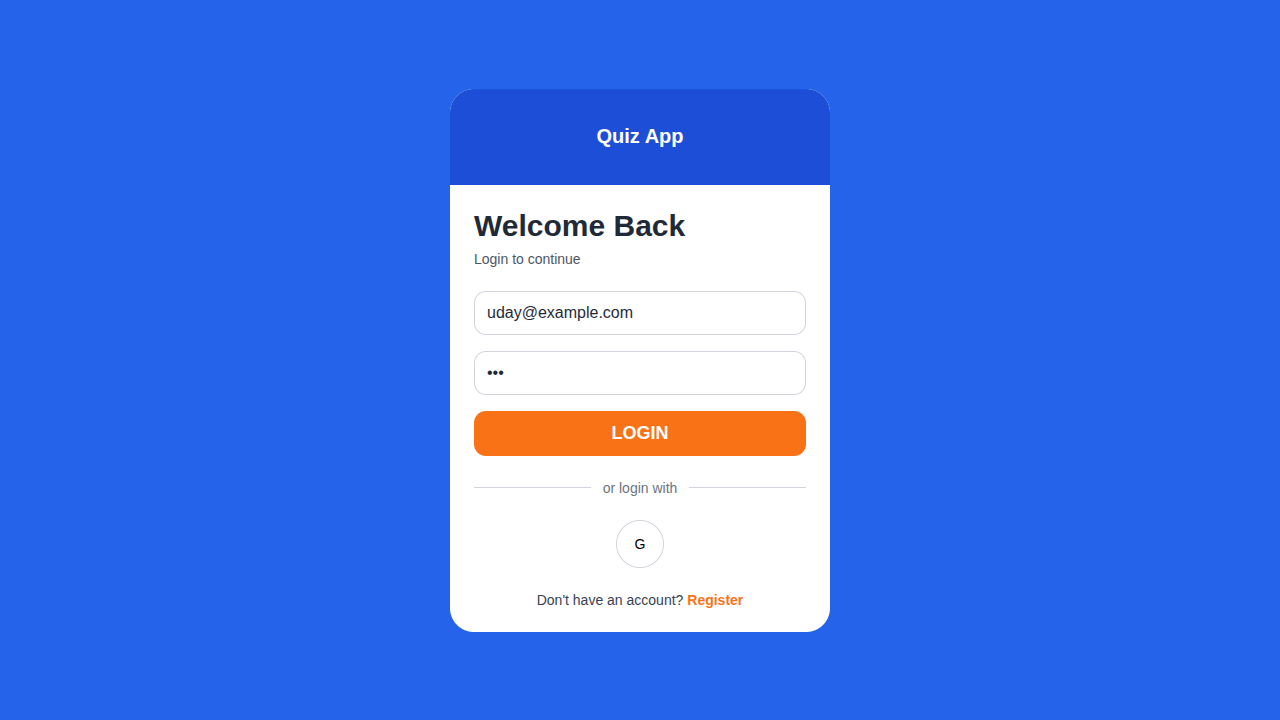 Quiz App
Welcome Back
Login to continue
uday@example.com
•••
LOGIN
or login with
G
Don't have an account? Register